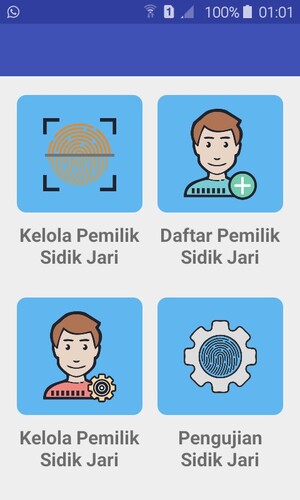 1 100% 01:01
Kelola Pemilik
Sidik Jari
Daftar Pemilik
Sidik Jari
Kelola Pemilik
Sidik Jari
Pengujian
Sidik Jari